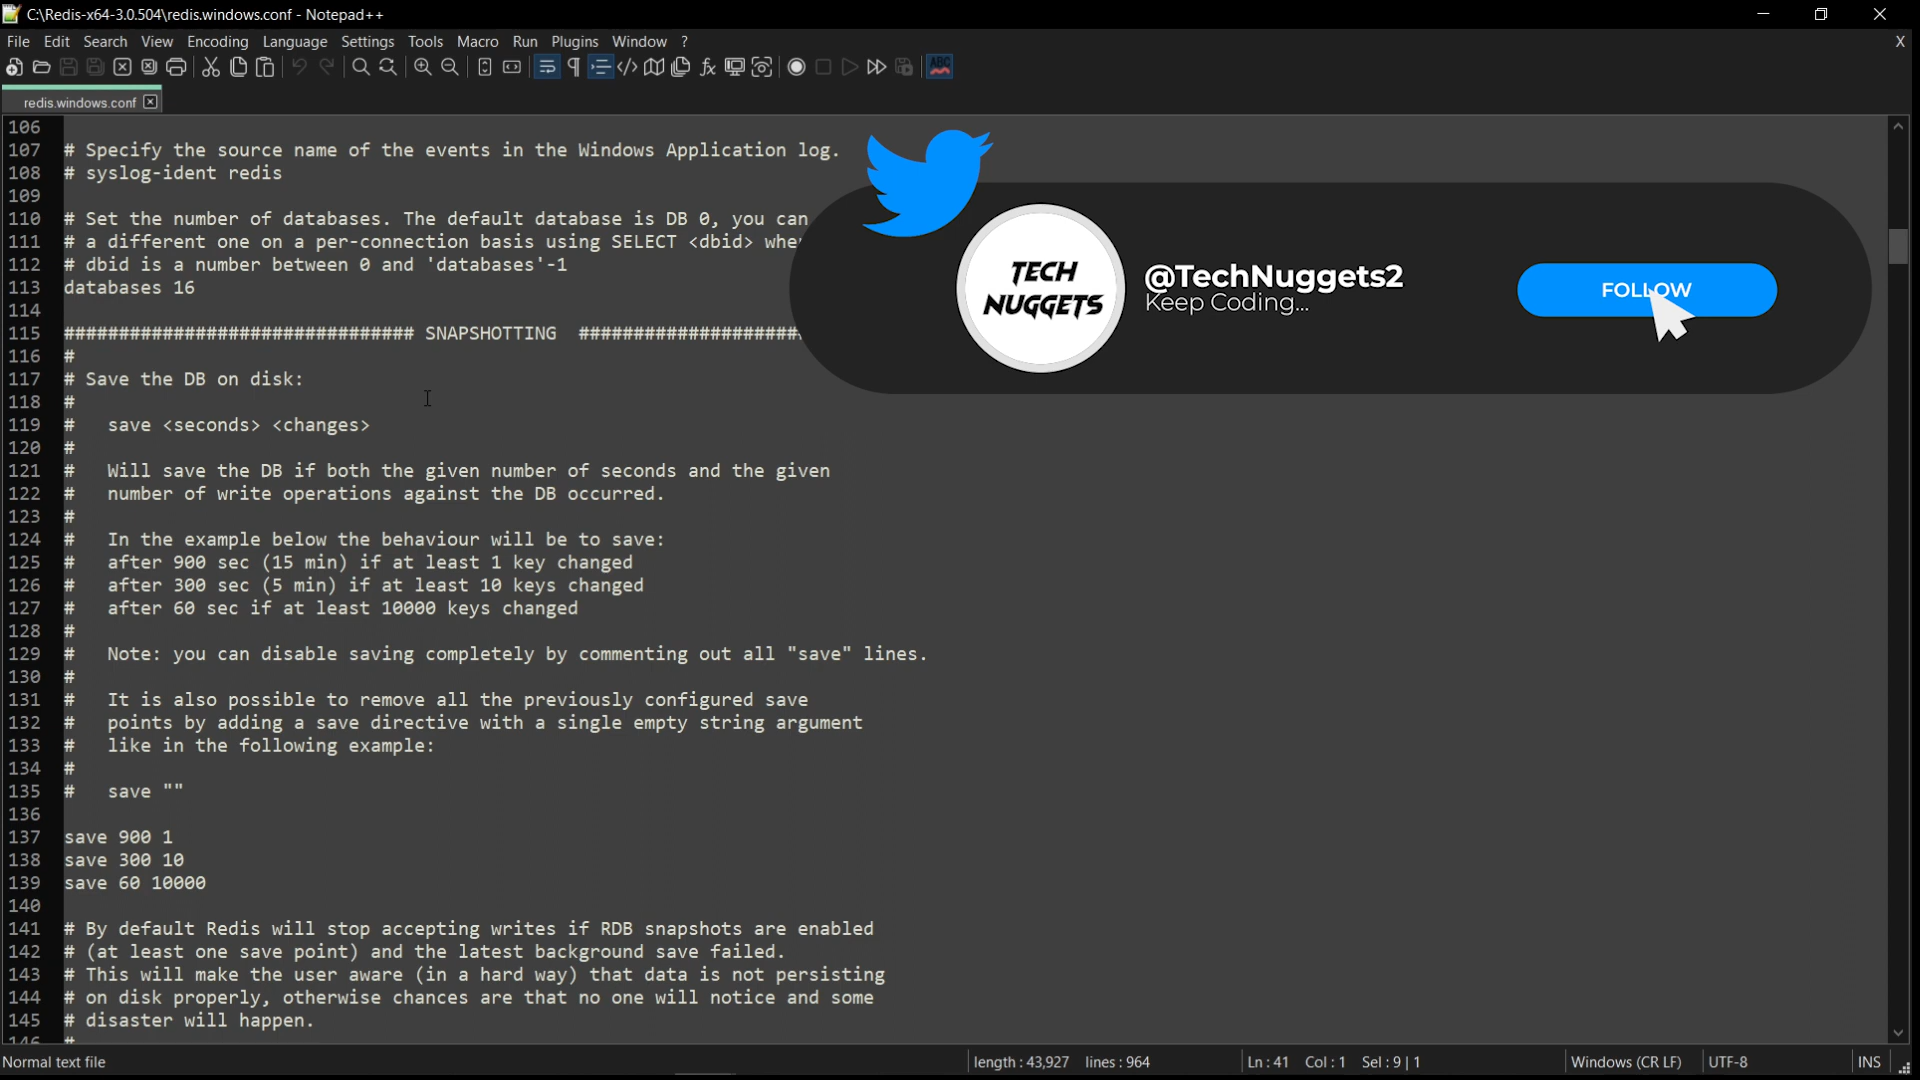 C:\Redis-x64-3.0.504\redis.windows.conf - Notepad++
File Edit Search View Encoding Language Settings Tools Macro Run Plugins Window ? X
ABC
redis.windows.conf
106
107 # Specify the source name of the events in the Windows Application log.
108 # syslog-ident redis
109
110 # Set the number of databases. The default database is DB 0, you can
111 # a different one on a per-connection basis using SELECT <dbid>
112 # dbid is a number between 0 and 'databases'-1
113 databases 16
114
115 ################################ SNAPSHOTTING ####################
116 #
117 # Save the DB on disk:
118 #
119 #   save <seconds> <changes>
120 #
121 #   Will save the DB if both the given number of seconds and the given
122 #   number of write operations against the DB occurred.
123 #
124 #   In the example below the behaviour will be to save:
125 #   after 900 sec (15 min) if at least 1 key changed
126 #   after 300 sec (5 min) if at least 10 keys changed
127 #   after 60 sec if at least 10000 keys changed
128 #
129 #   Note: you can disable saving completely by commenting out all "save" lines.
130 #
131 #   It is also possible to remove all the previously configured save
132 #   points by adding a save directive with a single empty string argument
133 #   like in the following example:
134 #
135 #   save ""
136
137 save 900 1
138 save 300 10
139 save 60 10000
140
141 # By default Redis will stop accepting writes if RDB snapshots are enabled
142 # (at least one save point) and the latest background save failed.
143 # This will make the user aware (in a hard way) that data is not persisting
144 # on disk properly, otherwise chances are that no one will notice and some
145 # disaster will happen.
146 #
TECH
NUGGETS
@TechNuggets2
Keep Coding...
FOLLOW
Normal text file length : 43,927 lines : 964 Ln : 41 Col : 1 Sel : 9 | 1 Windows (CR LF) UTF-8 INS